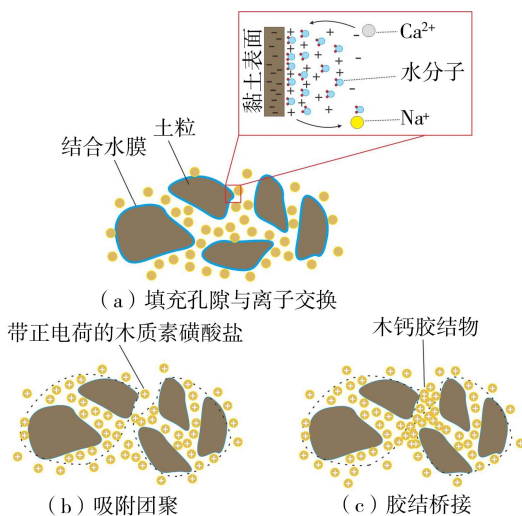 黏土表面
Ca²⁺
水分子
Na⁺
土粒
结合水膜
（a）填充孔隙与离子交换
带正电荷的木质素磺酸盐
木钙胶结物
（b）吸附团聚
（c）胶结桥接